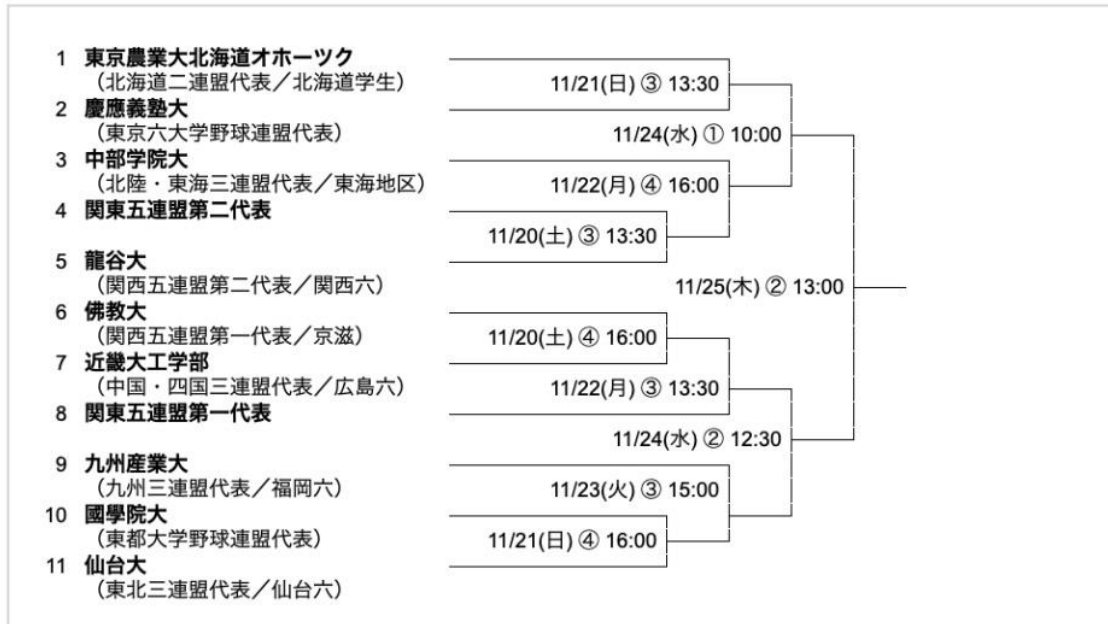 1 東京農業大北海道オホーツク
（北海道二連盟代表／北海道学生）
11/21(日) ③ 13:30
2 慶應義塾大
（東京六大学野球連盟代表）
11/24(水) ① 10:00
3 中部学院大
（北陸・東海三連盟代表／東海地区）
11/22(月) ④ 16:00
4 関東五連盟第二代表
11/20(土) ③ 13:30
5 龍谷大
（関西五連盟第二代表／関西六）
11/25(木) ② 13:00
6 佛教大
（関西五連盟第一代表／京滋）
11/20(土) ④ 16:00
7 近畿大工学部
（中国・四国三連盟代表／広島六）
11/22(月) ③ 13:30
8 関東五連盟第一代表
11/24(水) ② 12:30
9 九州産業大
（九州三連盟代表／福岡六）
11/23(火) ③ 15:00
10 國學院大
（東都大学野球連盟代表）
11/21(日) ④ 16:00
11 仙台大
（東北三連盟代表／仙台六）